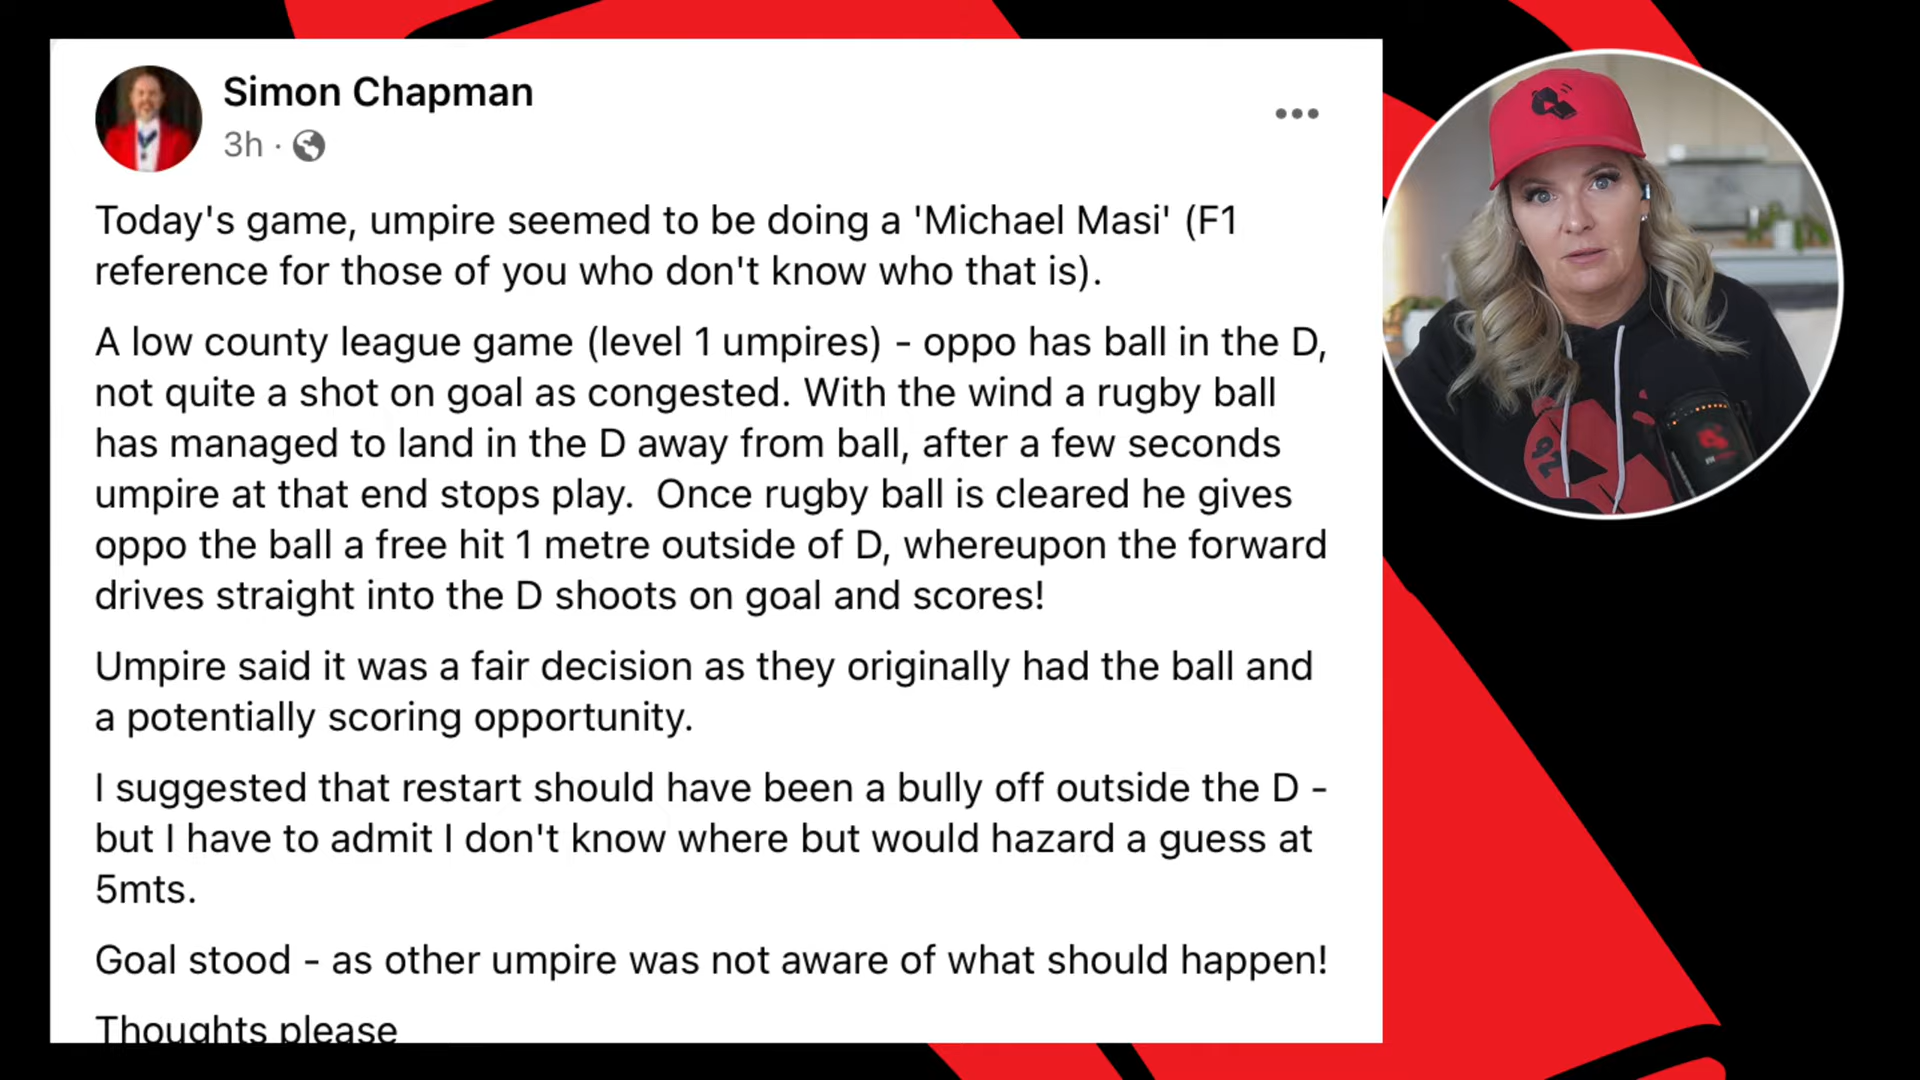 Simon Chapman
3h ·
Today's game, umpire seemed to be doing a 'Michael Masi' (F1
reference for those of you who don't know who that is).
A low county league game (level 1 umpires) - oppo has ball in the D,
not quite a shot on goal as congested. With the wind a rugby ball
has managed to land in the D away from ball, after a few seconds
umpire at that end stops play.  Once rugby ball is cleared he gives
oppo the ball a free hit 1 metre outside of D, whereupon the forward
drives straight into the D shoots on goal and scores!
Umpire said it was a fair decision as they originally had the ball and
a potentially scoring opportunity.
I suggested that restart should have been a bully off outside the D -
but I have to admit I don't know where but would hazard a guess at
5mts.
Goal stood - as other umpire was not aware of what should happen!
Thoughts please